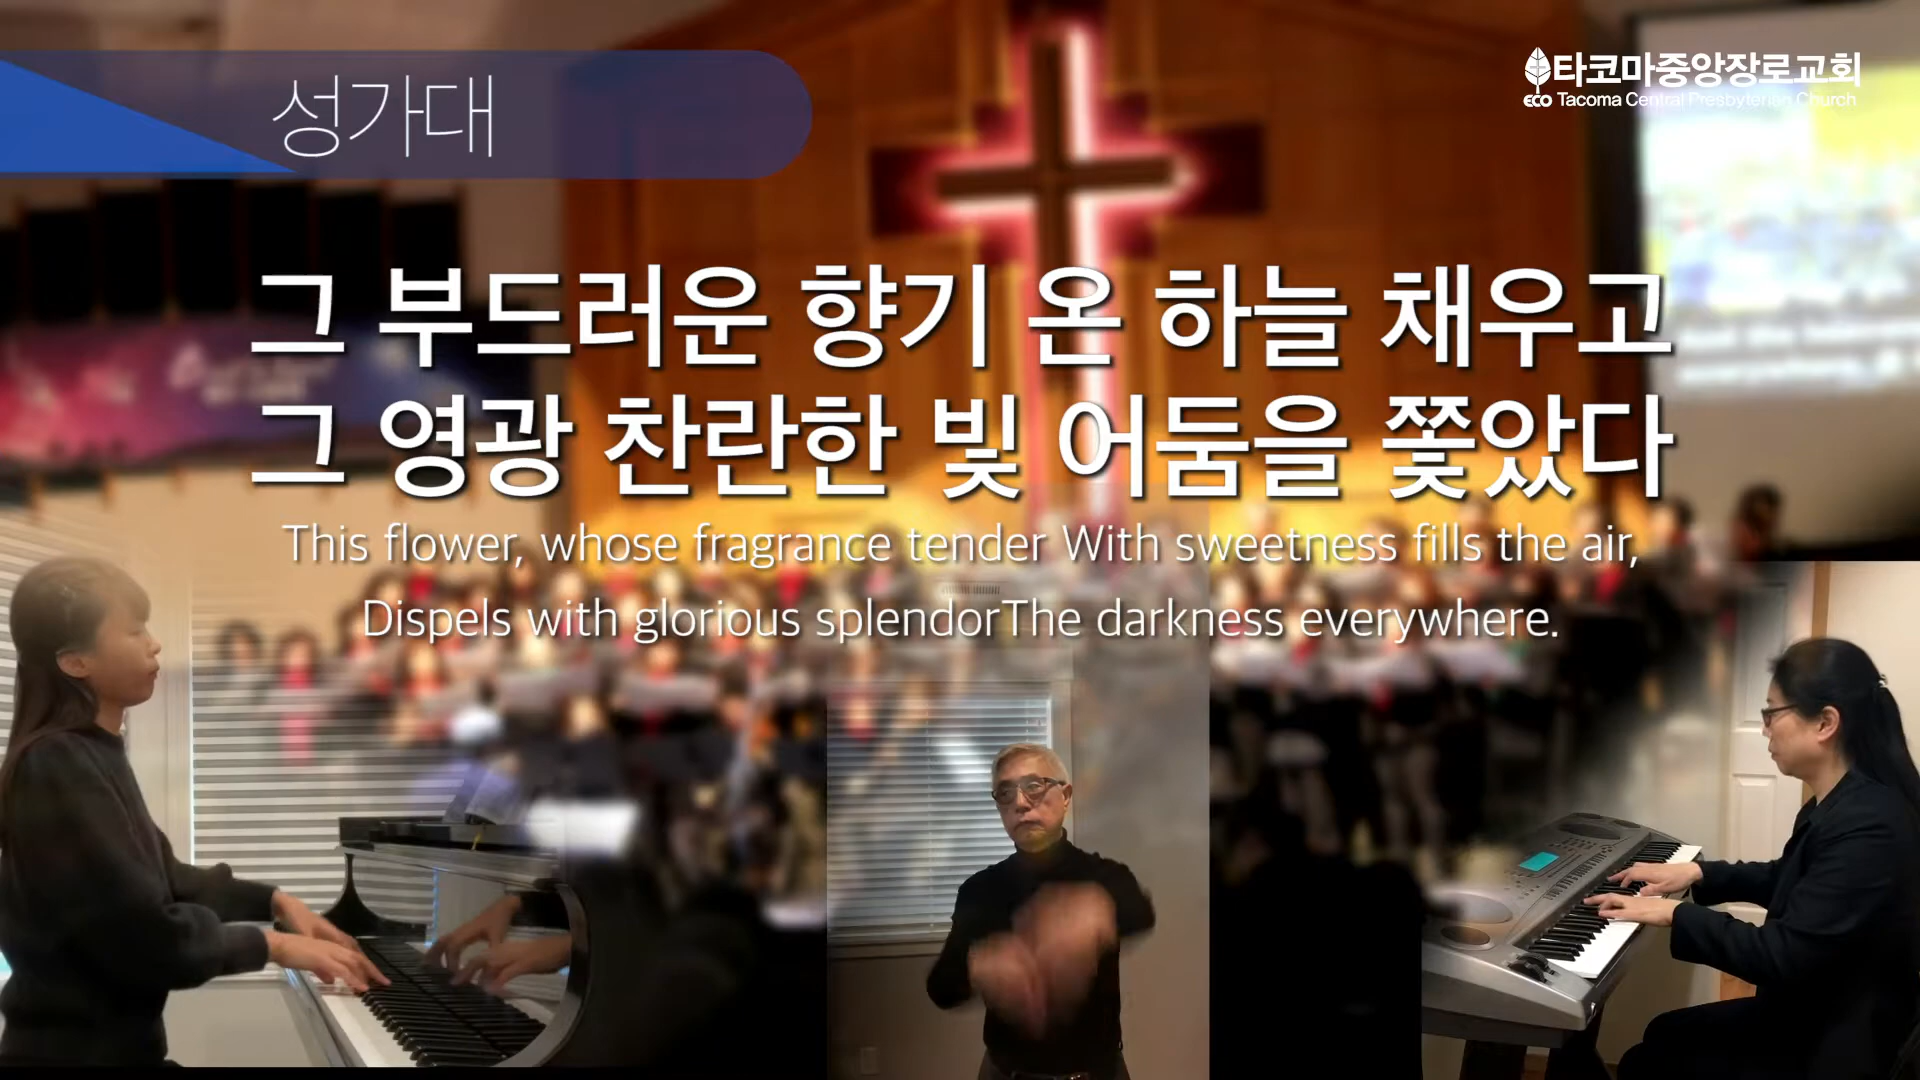 성가대
타코마중앙장로교회
ECO Tacoma Central Presbyterian Church
그 부드러운 향기 온 하늘 채우고
그 영광 찬란한 빛 어둠을 쫓았다
This flower, whose fragrance tender With sweetness fills the air,
Dispels with glorious splendorThe darkness everywhere.